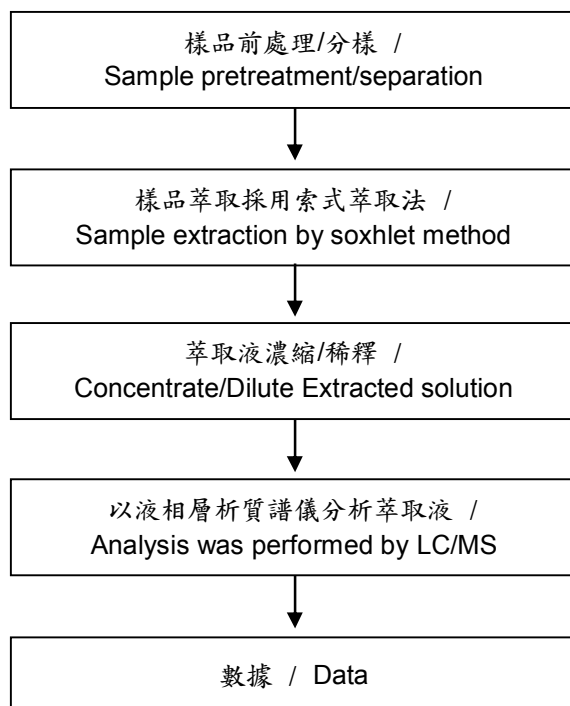 樣品前處理/分樣 /
Sample pretreatment/separation
樣品萃取採用索式萃取法 /
Sample extraction by soxhlet method
萃取液濃縮/稀釋 /
Concentrate/Dilute Extracted solution
以液相層析質譜儀分析萃取液 /
Analysis was performed by LC/MS
數據 / Data